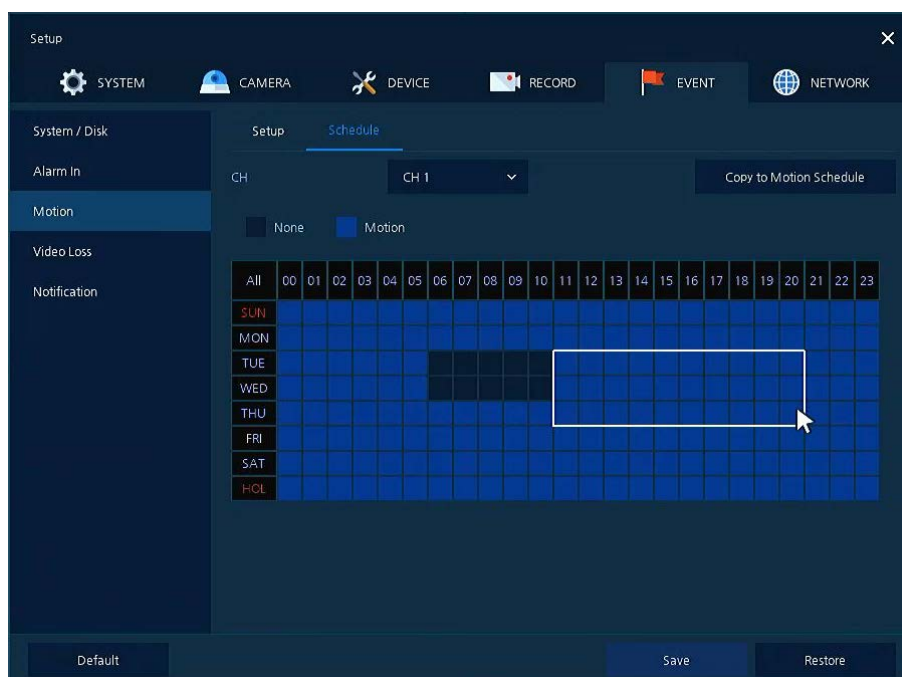 Setup
SYSTEM CAMERA DEVICE RECORD EVENT NETWORK
System / Disk
Alarm In
Motion
Video Loss
Notification
Setup Schedule
CH CH 1 Copy to Motion Schedule
None Motion
All 00 01 02 03 04 05 06 07 08 09 10 11 12 13 14 15 16 17 18 19 20 21 22 23
SUN
MON
TUE
WED
THU
FRI
SAT
HOL
Default Save Restore